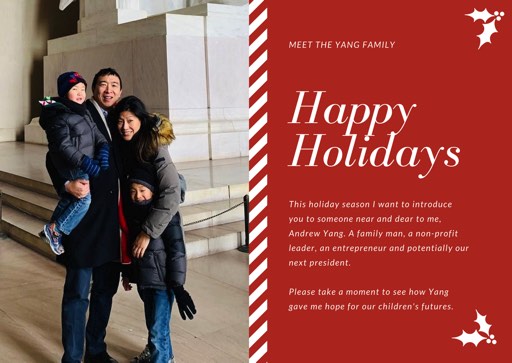 MEET THE YANG FAMILY
Happy
Holidays
This holiday season I want to introduce
you to someone near and dear to me,
Andrew Yang. A family man, a non-profit
leader, an entrepreneur and potentially our
next president.
Please take a moment to see how Yang
gave me hope for our children's futures.